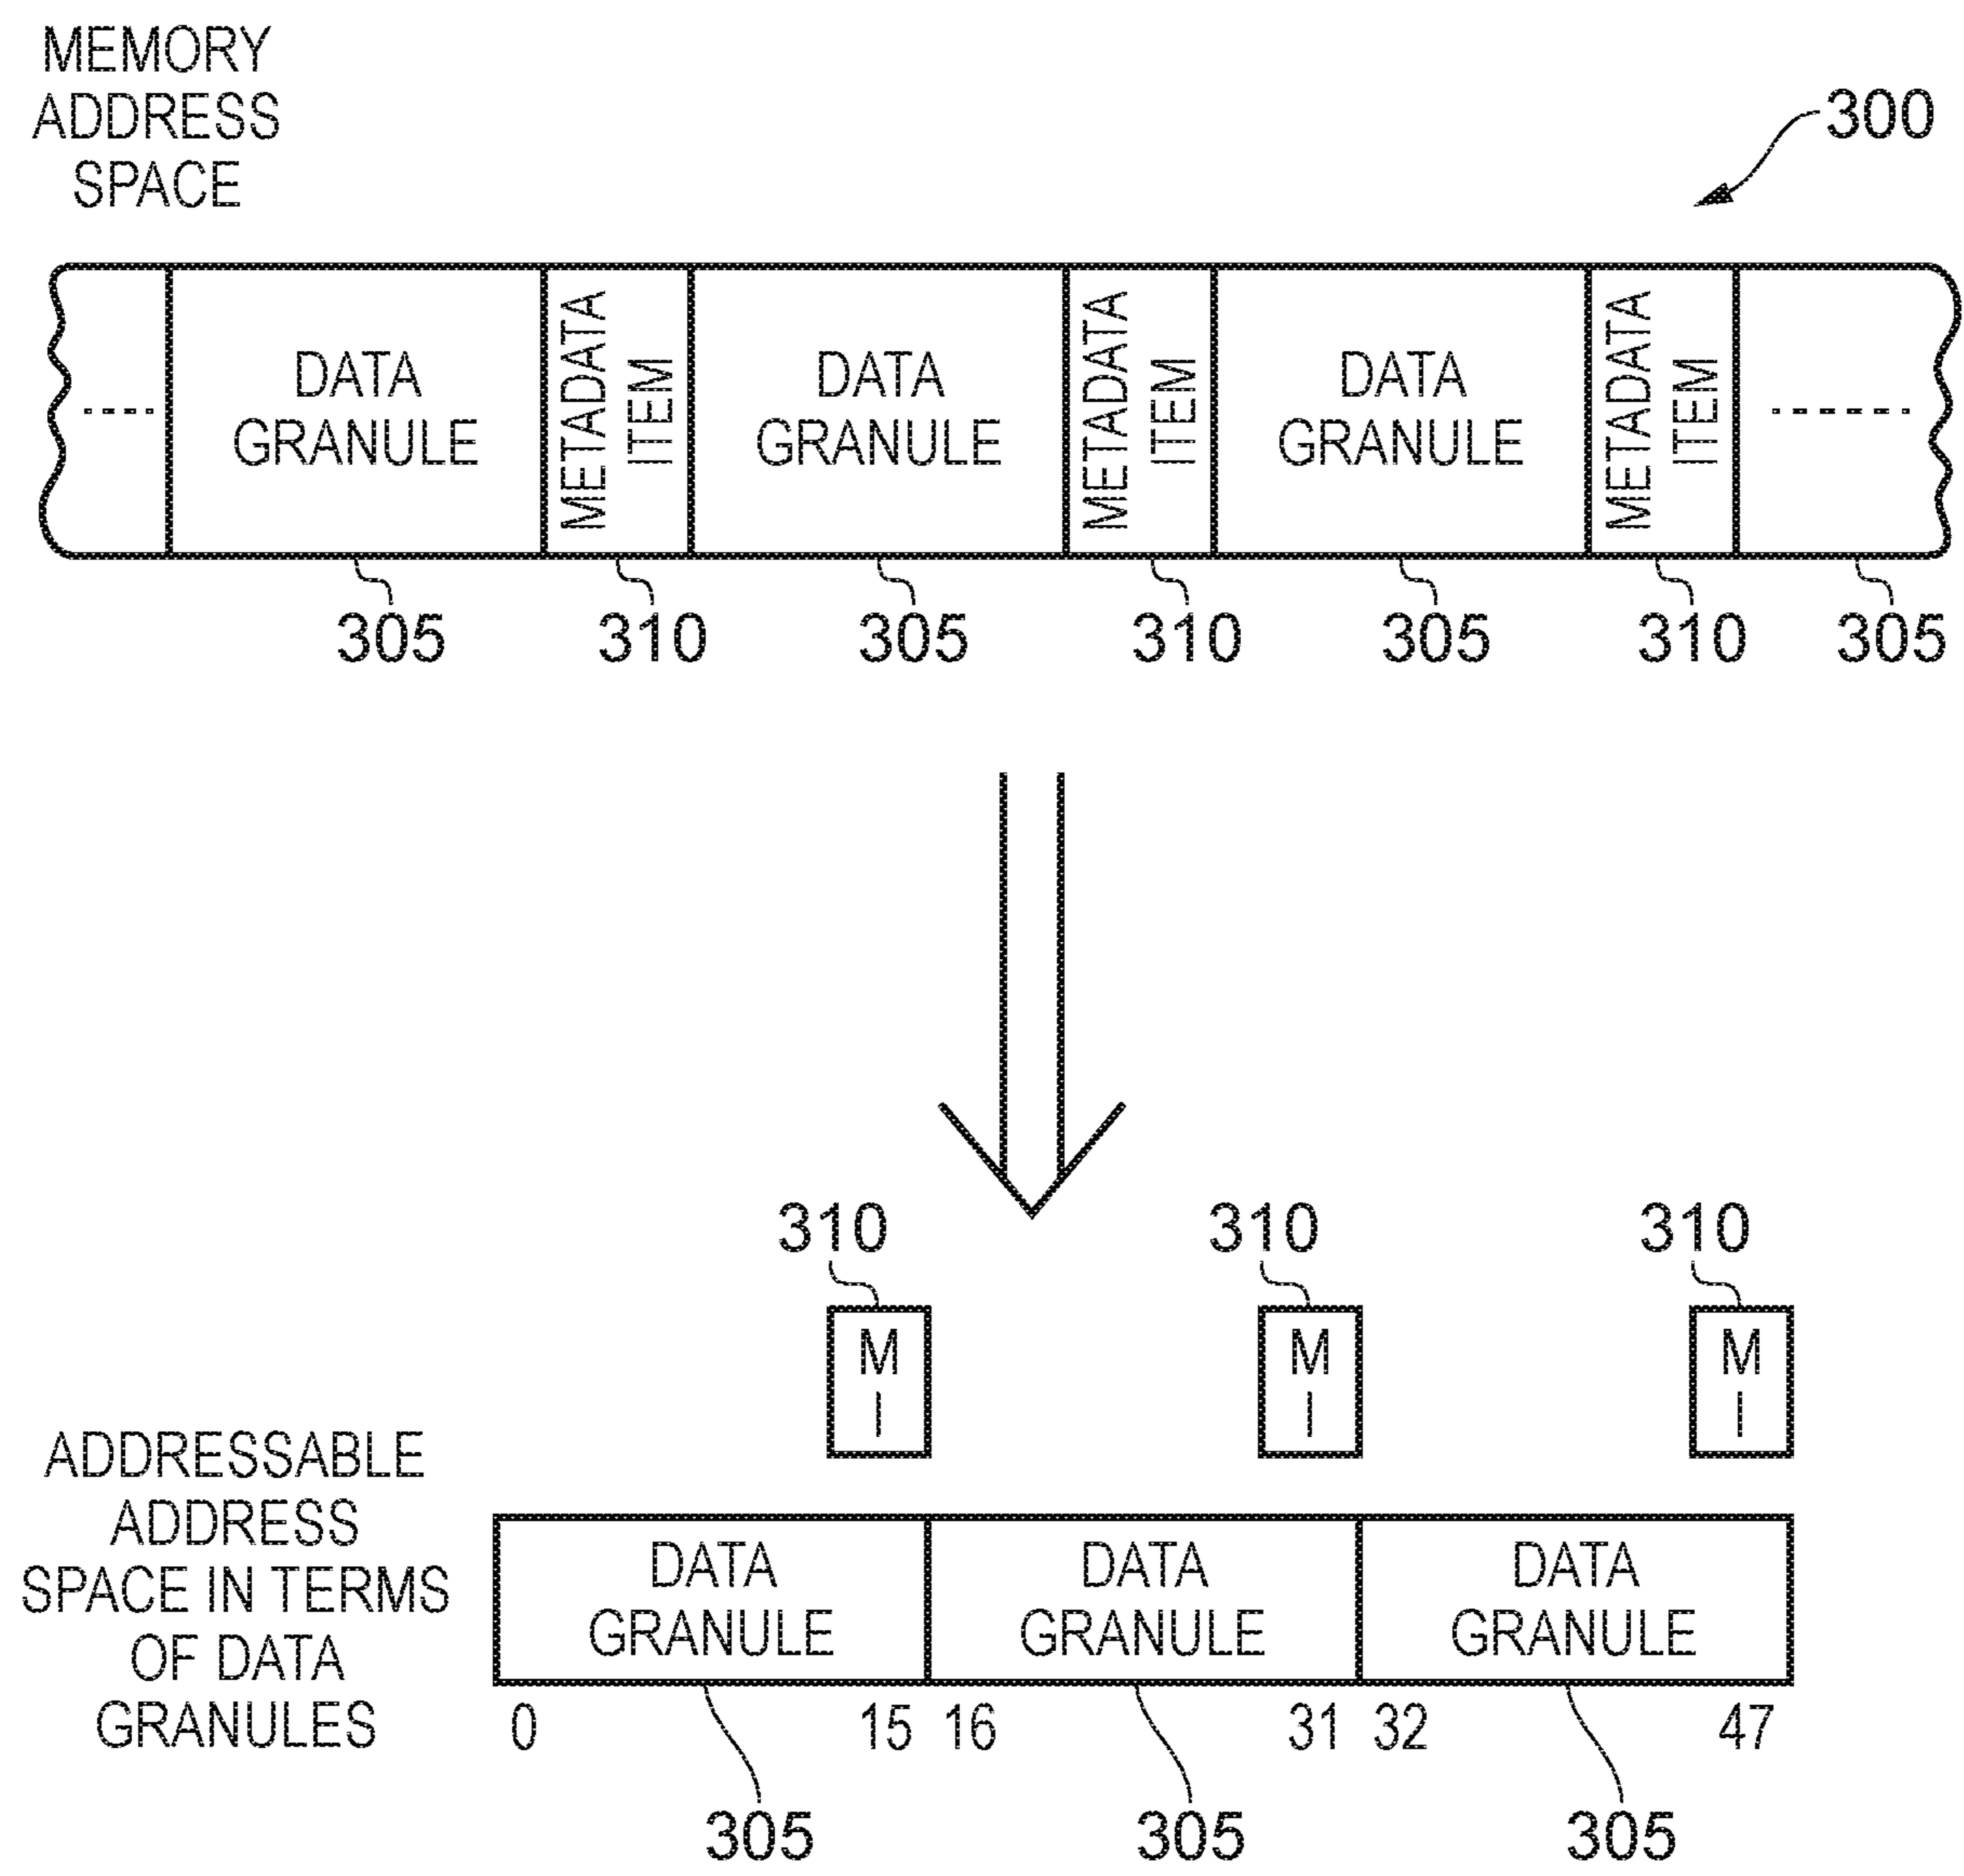 MEMORY
ADDRESS
SPACE
300
DATA
GRANULE
METADATA
ITEM
DATA
GRANULE
METADATA
ITEM
DATA
GRANULE
METADATA
ITEM
305 310 305 310 305 310 305
310 310 310
M
I
M
I
M
I
ADDRESSABLE
ADDRESS
SPACE IN TERMS
OF DATA
GRANULES
DATA
GRANULE
DATA
GRANULE
DATA
GRANULE
0 15 16 31 32 47
305 305 305